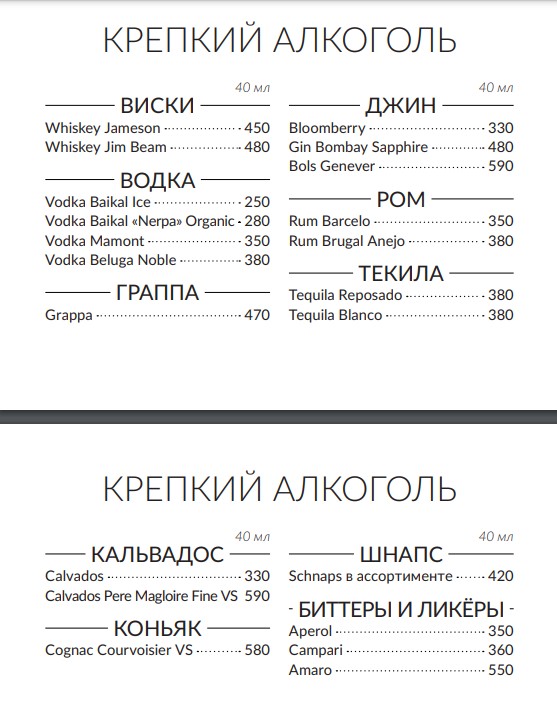 КРЕПКИЙ АЛКОГОЛЬ
40 мл
ВИСКИ
Whiskey Jameson 450
Whiskey Jim Beam 480
ВОДКА
Vodka Baikal Ice 250
Vodka Baikal «Nerpa» Organic 280
Vodka Mamont 350
Vodka Beluga Noble 380
ГРАППА
Grappa 470
40 мл
ДЖИН
Bloomberry 330
Gin Bombay Sapphire 480
Bols Genever 590
РОМ
Rum Barcelo 350
Rum Brugal Anejo 380
ТЕКИЛА
Tequila Reposado 380
Tequila Blanco 380
КРЕПКИЙ АЛКОГОЛЬ
40 мл
КАЛЬВАДОС
Calvados 330
Calvados Pere Magloire Fine VS 590
КОНЬЯК
Cognac Courvoisier VS 580
40 мл
ШНАПС
Schnaps в ассортименте 420
БИТТЕРЫ И ЛИКЁРЫ
Aperol 350
Campari 360
Amaro 550